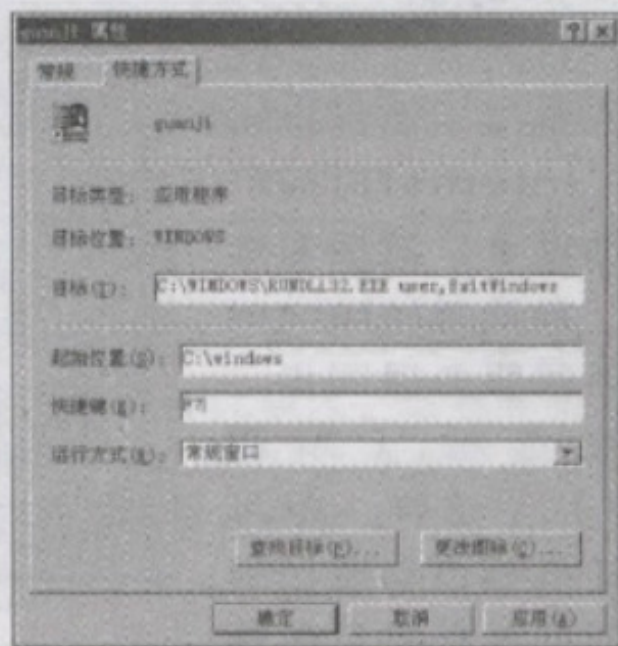 guanji 属性
常规 快捷方式
guanji
目标类型： 应用程序
目标位置： WINDOWS
目标(T)： C:\WINDOWS\RUNDLL32.EXE user,ExitWindows
起始位置(S)： C:\windows
快捷键(K)：
运行方式(R)： 常规窗口
查找目标(F)... 更改图标(C)...
确定 取消 应用(A)